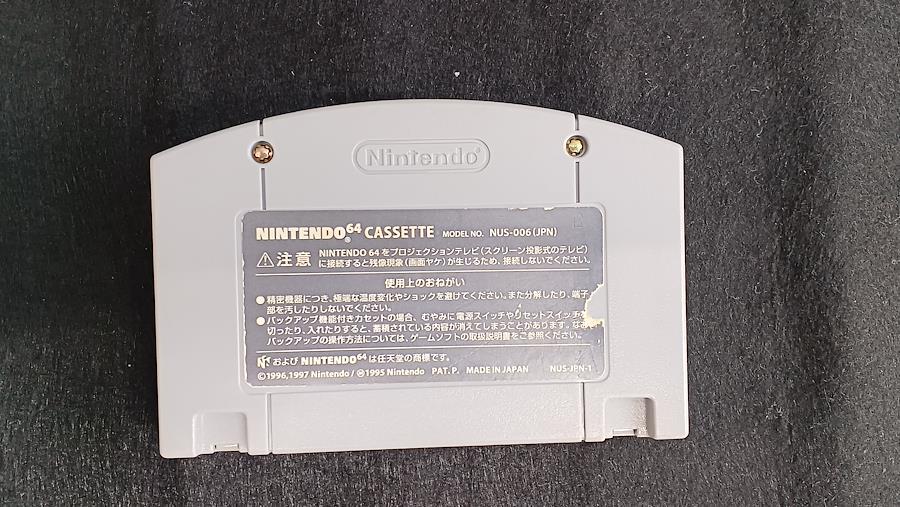 Nintendo®
NINTENDO64® CASSETTE MODEL NO. NUS-006(JPN)
⚠注意 NINTENDO 64をプロジェクションテレビ(スクリーン投影式のテレビ)
に接続すると残像現象(画面ヤケ)が生じるため、接続しないでください。
使用上のおねがい
●精密機器につき、極端な温度変化やショックを避けてください。また分解したり、端子
部を汚したりしないでください。
●バックアップ機能付きカセットの場合、むやみに電源スイッチやリセットスイッチを
切ったり、入れたりすると、蓄積されている内容が消えてしまうことがあります。なお
バックアップの操作方法については、ゲームソフトの取扱説明書をご参照ください。
および NINTENDO64 は任天堂の商標です。
©1996,1997 Nintendo/Ⓜ1995 Nintendo PAT. P. MADE IN JAPAN NUS-JPN-1